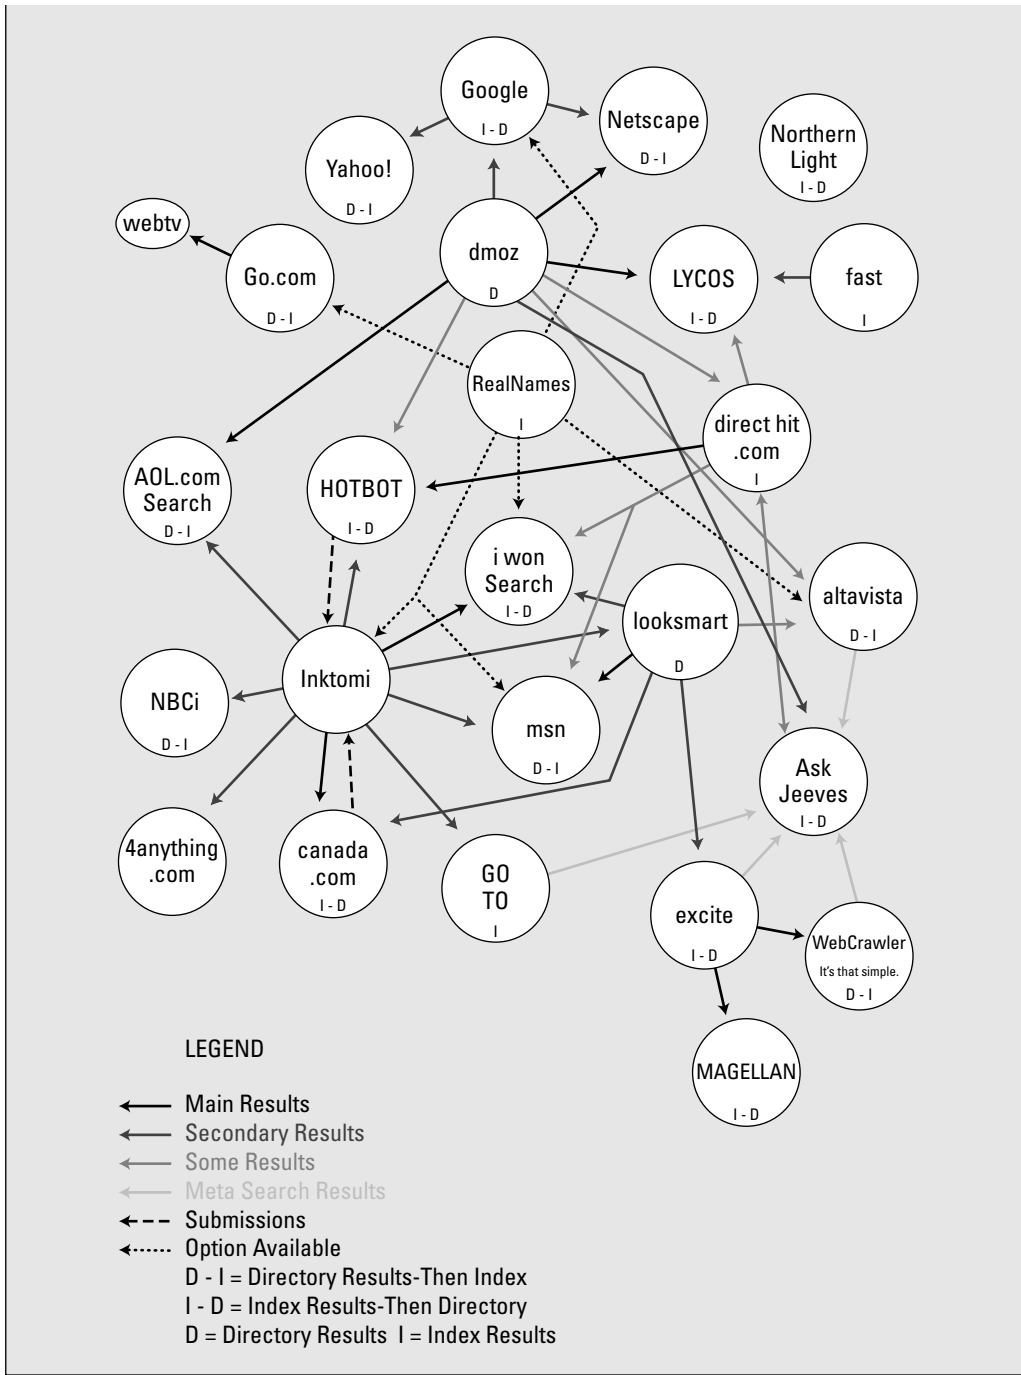 Google
I - D
Netscape
D - I
Northern
Light
I - D
Yahoo!
D - I
webtv
Go.com
D - I
dmoz
D
LYCOS
I - D
fast
I
RealNames
I
direct hit
.com
I
AOL.com
Search
D - I
HOTBOT
I - D
i won
Search
I - D
looksmart
D
altavista
D - I
Inktomi
NBCi
D - I
msn
D - I
Ask
Jeeves
I - D
4anything
.com
canada
.com
I - D
GO
TO
I
excite
I - D
WebCrawler
It's that simple.
D - I
MAGELLAN
I - D
LEGEND
Main Results
Secondary Results
Some Results
Meta Search Results
Submissions
Option Available
D - I = Directory Results-Then Index
I - D = Index Results-Then Directory
D = Directory Results I = Index Results